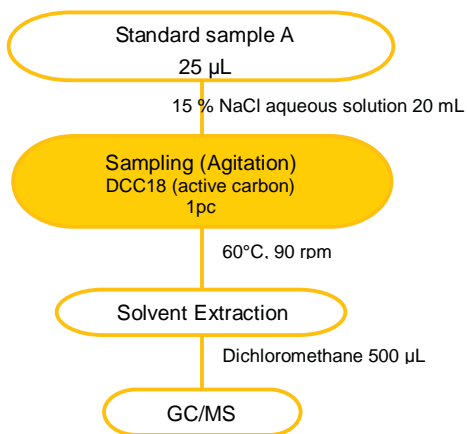 Standard sample A
25 µL
15 % NaCl aqueous solution 20 mL
Sampling (Agitation)
DCC18 (active carbon)
1pc
60°C, 90 rpm
Solvent Extraction
Dichloromethane 500 µL
GC/MS